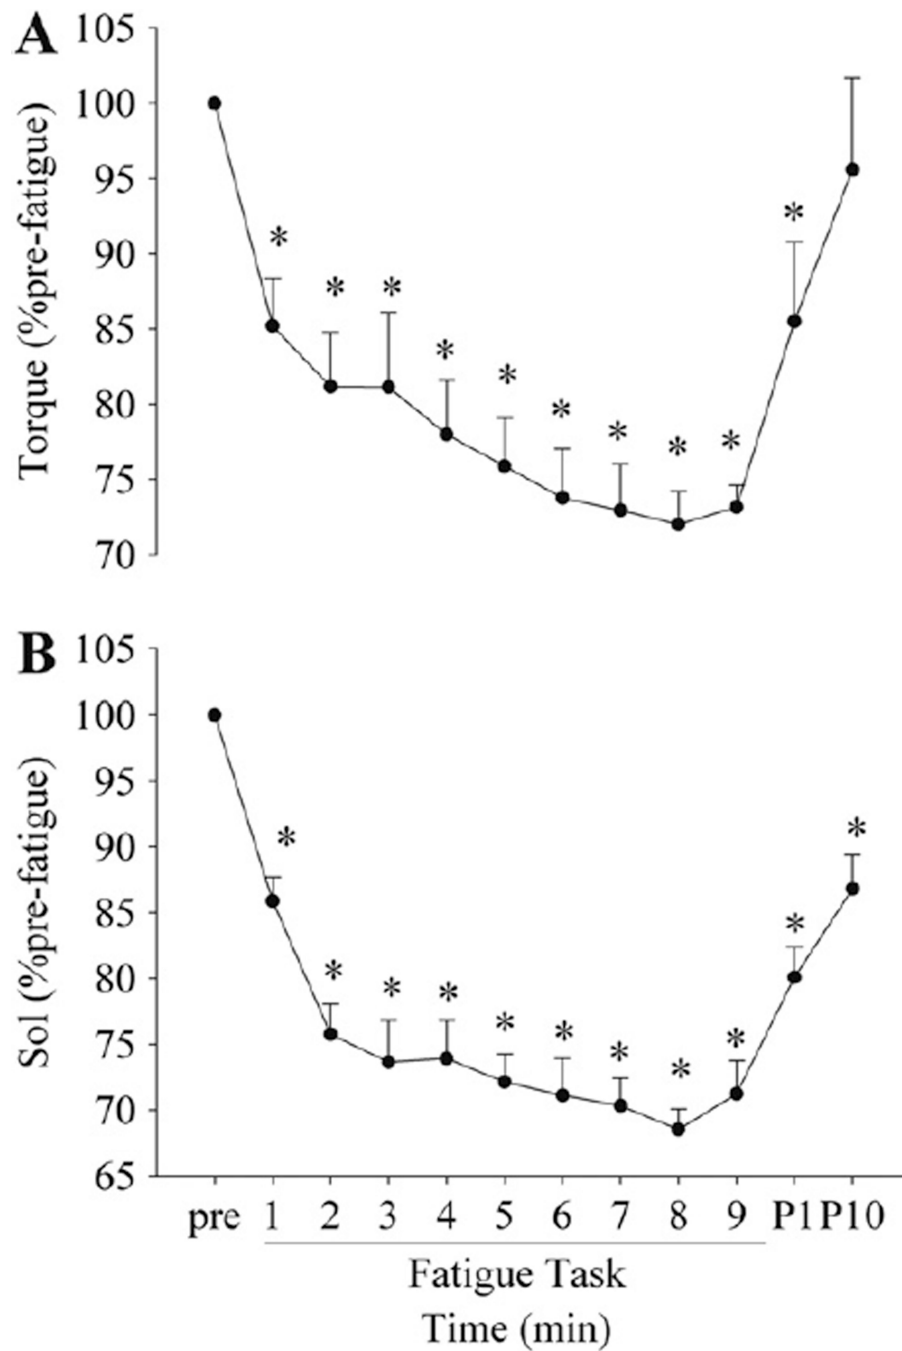 A
105
100
95
90
85
80
75
70
Torque (%pre-fatigue)
* * * * * * * * * *
B
105
100
95
90
85
80
75
70
65
Sol (%pre-fatigue)
* * * * * * * * * * *
pre 1 2 3 4 5 6 7 8 9 P1 P10
Fatigue Task
Time (min)